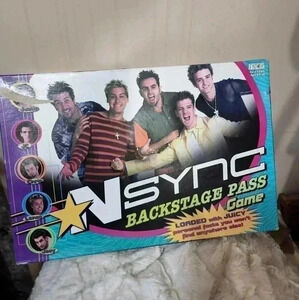 NSYNC
BACKSTAGE PASS
Game
LOADED with JUICY
personal facts you won't
find anywhere else!